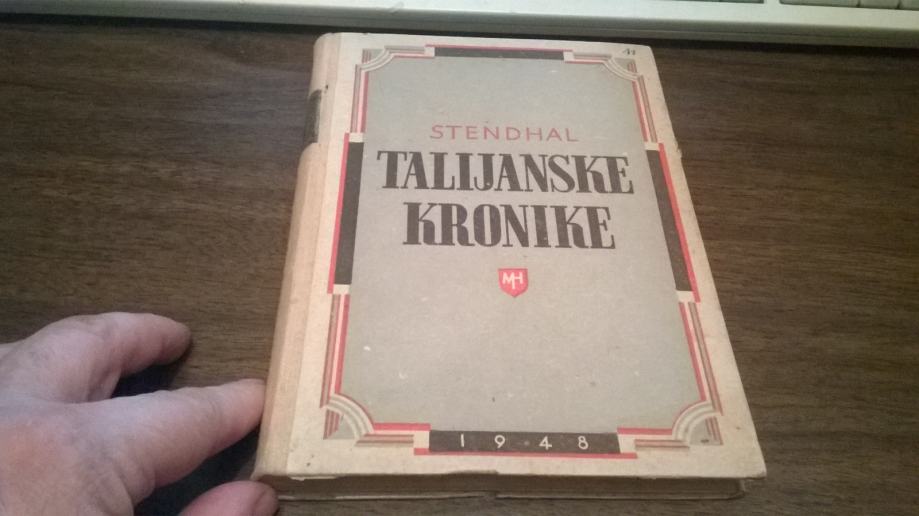 STENDHAL
TALIJANSKE
KRONIKE
MH
1948